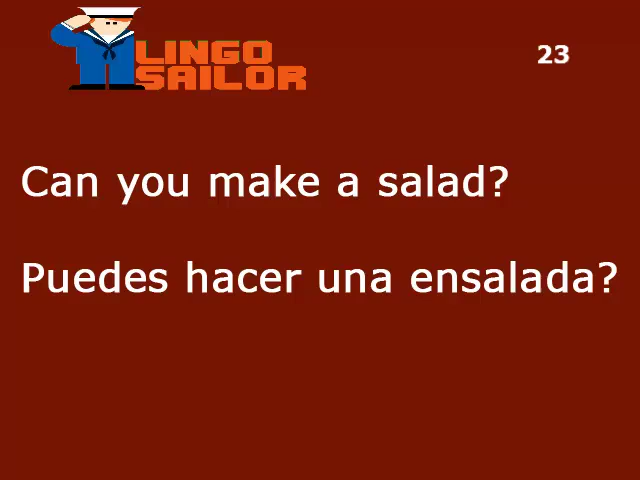 LINGO
SAILOR
23
Can you make a salad?
Puedes hacer una ensalada?